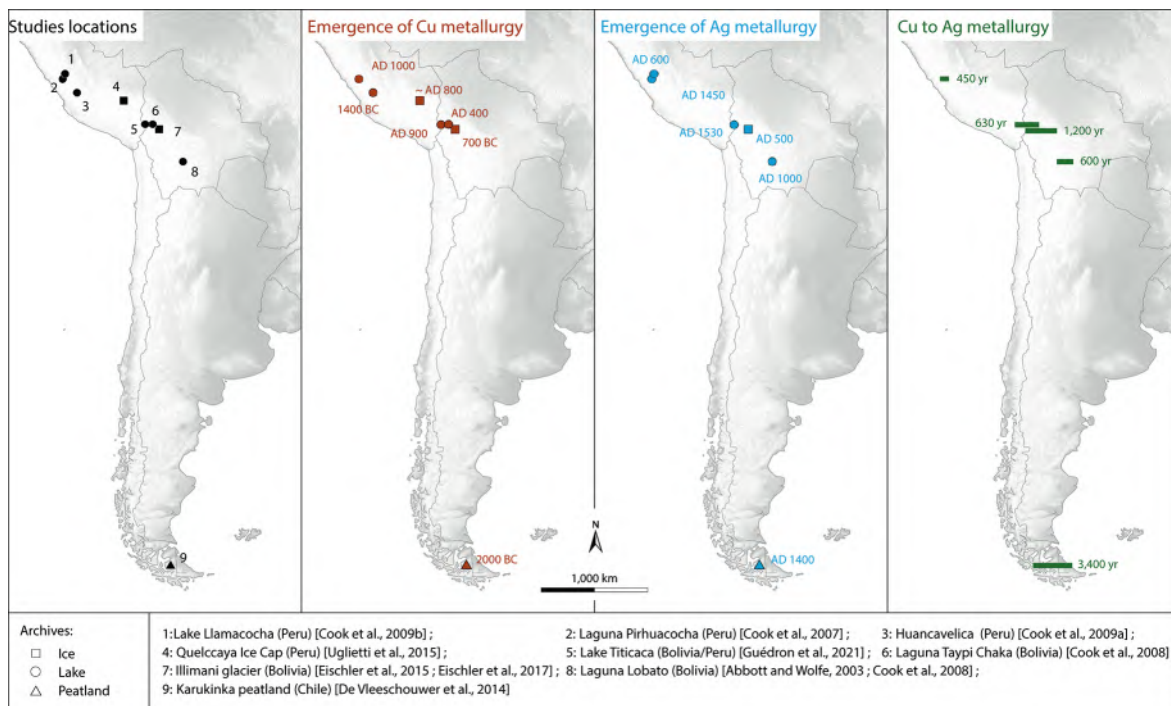 Studies locations
1
2
3
4
5
6
7
8
9
Emergence of Cu metallurgy
AD 1000
~ AD 800
1400 BC
AD 400
AD 900
700 BC
2000 BC
N
1,000 km
Emergence of Ag metallurgy
AD 600
AD 1450
AD 1530
AD 500
AD 1000
AD 1400
Cu to Ag metallurgy
450 yr
630 yr
1,200 yr
600 yr
3,400 yr
Archives:
Ice
Lake
Peatland
1:Lake Llamacocha (Peru) [Cook et al., 2009b] ; 2: Laguna Pirhuacocha (Peru) [Cook et al., 2007] ; 3: Huancavelica (Peru) [Cook et al., 2009a] ;
4: Quelccaya Ice Cap (Peru) [Uglietti et al., 2015] ; 5: Lake Titicaca (Bolivia/Peru) [Guédron et al., 2021] ; 6: Laguna Taypi Chaka (Bolivia) [Cook et al., 2008]
7: Illimani glacier (Bolivia) [Eischler et al., 2015 ; Eischler et al., 2017] ; 8: Laguna Lobato (Bolivia) [Abbott and Wolfe, 2003 ; Cook et al., 2008] ;
9: Karukinka peatland (Chile) [De Vleeschouwer et al., 2014]